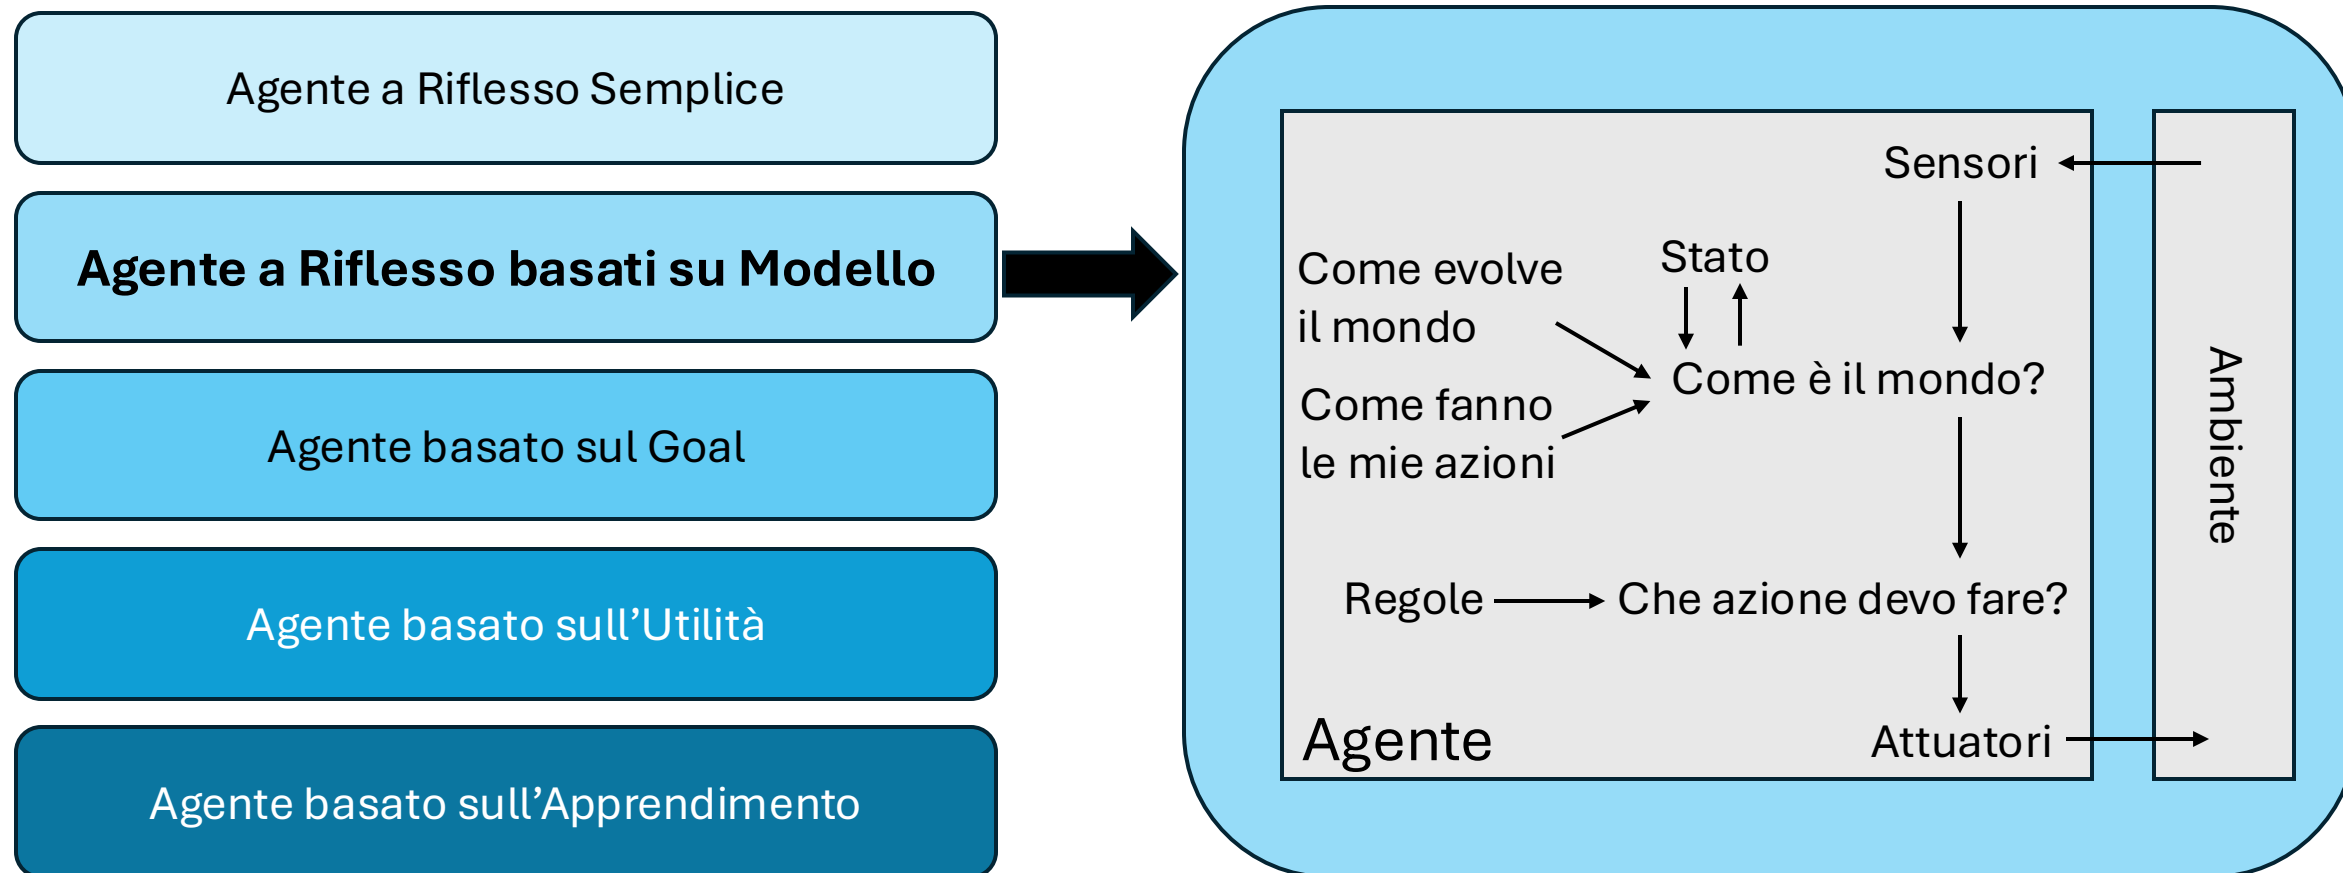 Agente a Riflesso Semplice
Agente a Riflesso basati su Modello
Agente basato sul Goal
Agente basato sull’Utilità
Agente basato sull’Apprendimento
Sensori
Stato
Come evolve
il mondo
Come è il mondo?
Come fanno
le mie azioni
Regole
Che azione devo fare?
Agente
Attuatori
Ambiente